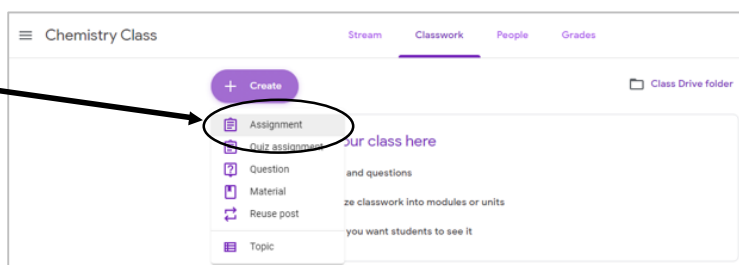 Chemistry Class
Stream Classwork People Grades
+ Create
Class Drive folder
Assignment
Quiz assignment
Question
Material
Reuse post
Topic
our class here
and questions
ze classwork into modules or units
you want students to see it